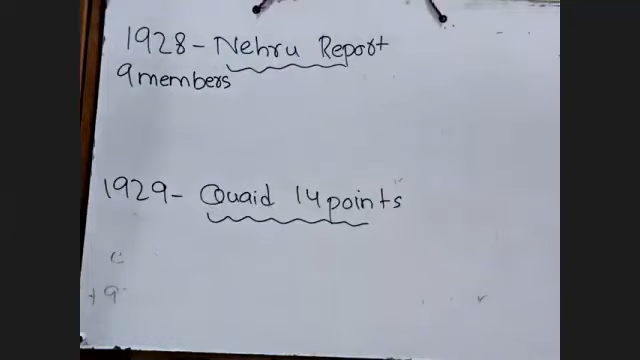 1928 - Nehru Report
9 members
1929 - Quaid 14 points